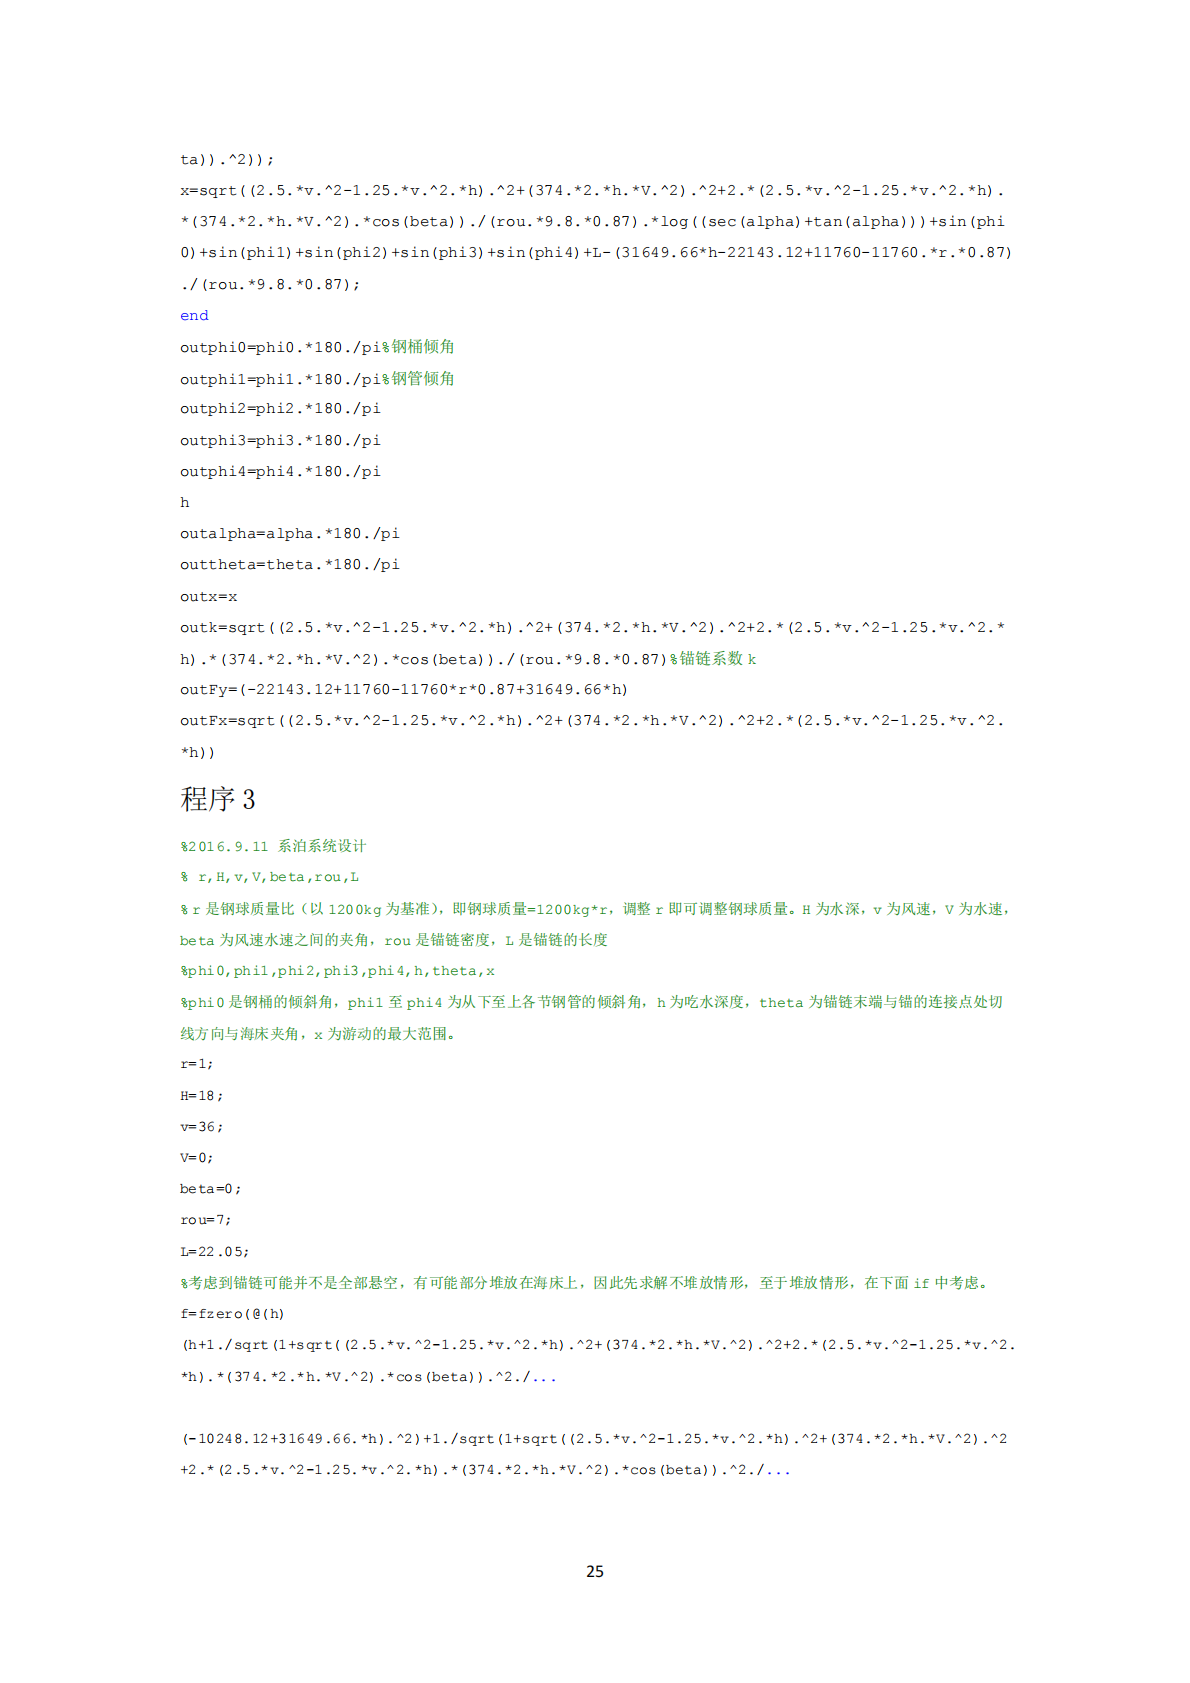 ta)).^2));
x=sqrt((2.5.*v.^2-1.25.*v.^2.*h).^2+(374.*2.*h.*V.^2).^2+2.*(2.5.*v.^2-1.25.*v.^2.*h).
*(374.*2.*h.*V.^2).*cos(beta))./(rou.*9.8.*0.87).*log((sec(alpha)+tan(alpha)))+sin(phi
0)+sin(phi1)+sin(phi2)+sin(phi3)+sin(phi4)+L-(31649.66*h-22143.12+11760-11760.*r.*0.87)
./(rou.*9.8.*0.87);
end
outphi0=phi0.*180./pi%钢桶倾角
outphi1=phi1.*180./pi%钢管倾角
outphi2=phi2.*180./pi
outphi3=phi3.*180./pi
outphi4=phi4.*180./pi
h
outalpha=alpha.*180./pi
outtheta=theta.*180./pi
outx=x
outk=sqrt((2.5.*v.^2-1.25.*v.^2.*h).^2+(374.*2.*h.*V.^2).^2+2.*(2.5.*v.^2-1.25.*v.^2.*
h).*(374.*2.*h.*V.^2).*cos(beta))./(rou.*9.8.*0.87)%锚链系数 k
outFy=(-22143.12+11760-11760*r*0.87+31649.66*h)
outFx=sqrt((2.5.*v.^2-1.25.*v.^2.*h).^2+(374.*2.*h.*V.^2).^2+2.*(2.5.*v.^2-1.25.*v.^2.
*h))
程序 3
%2016.9.11 系泊系统设计
% r,H,v,V,beta,rou,L
% r 是钢球质量比（以 1200kg 为基准），即钢球质量=1200kg*r，调整 r 即可调整钢球质量。H 为水深，v 为风速，V 为水速，
beta 为风速水速之间的夹角，rou 是锚链密度，L 是锚链的长度
%phi0,phi1,phi2,phi3,phi4,h,theta,x
%phi0 是钢桶的倾斜角，phi1 至 phi4 为从下至上各节钢管的倾斜角，h 为吃水深度，theta 为锚链末端与锚的连接点处切
线方向与海床夹角，x 为游动的最大范围。
r=1;
H=18;
v=36;
V=0;
beta=0;
rou=7;
L=22.05;
%考虑到锚链可能并不是全部悬空，有可能部分堆放在海床上，因此先求解不堆放情形，至于堆放情形，在下面 if 中考虑。
f=fzero(@(h)
(h+1./sqrt(1+sqrt((2.5.*v.^2-1.25.*v.^2.*h).^2+(374.*2.*h.*V.^2).^2+2.*(2.5.*v.^2-1.25.*v.^2.
*h).*(374.*2.*h.*V.^2).*cos(beta)).^2./...
(-10248.12+31649.66.*h).^2)+1./sqrt(1+sqrt((2.5.*v.^2-1.25.*v.^2.*h).^2+(374.*2.*h.*V.^2).^2
+2.*(2.5.*v.^2-1.25.*v.^2.*h).*(374.*2.*h.*V.^2).*cos(beta)).^2./...
25